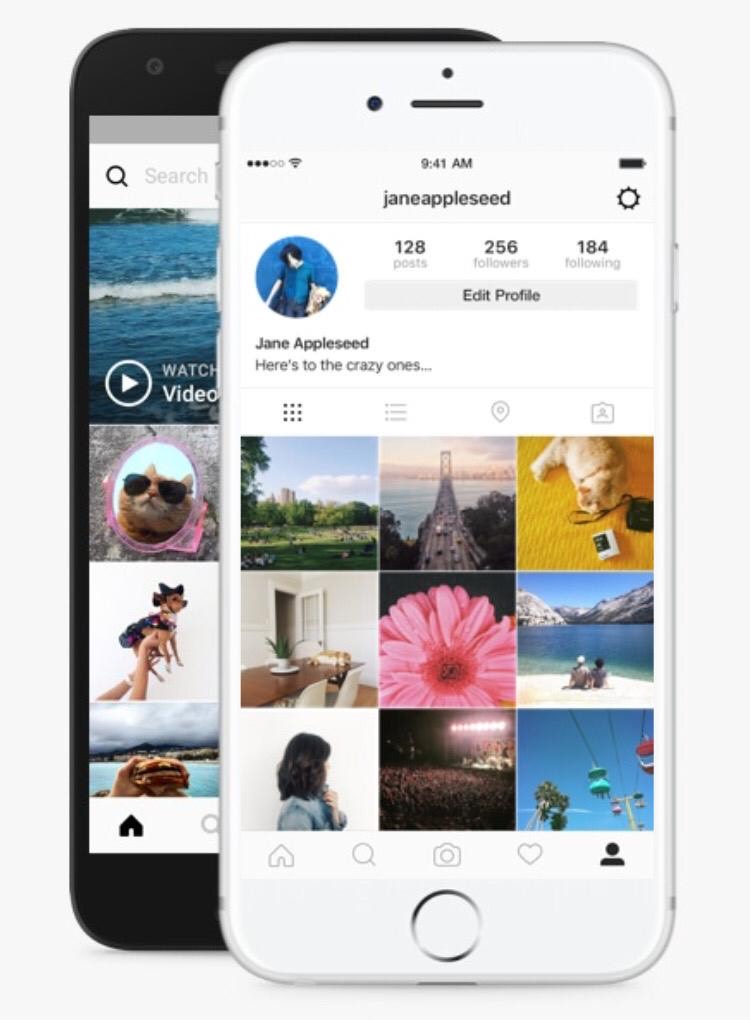 Search
WATCH
Video
9:41 AM
janeappleseed
128 256 184
posts followers following
Edit Profile
Jane Appleseed
Here's to the crazy ones...